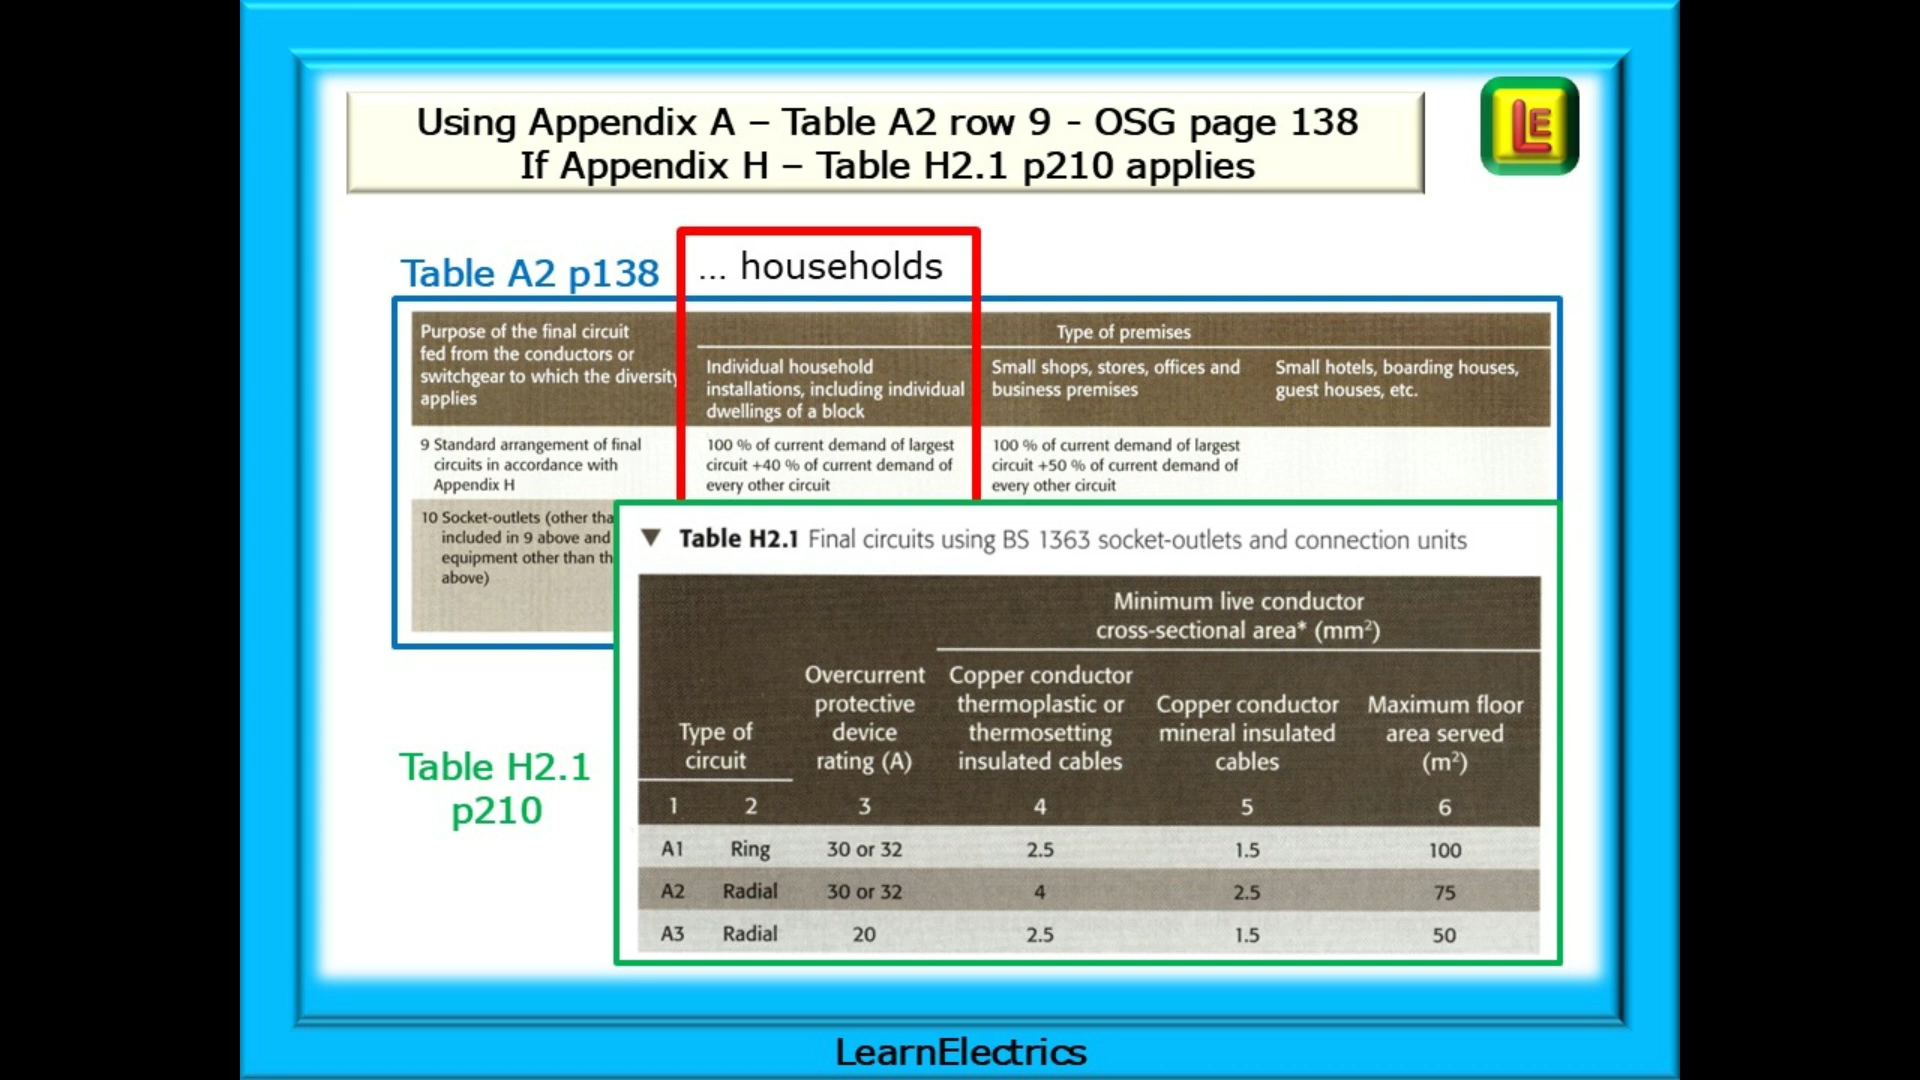 Using Appendix A – Table A2 row 9 - OSG page 138
If Appendix H – Table H2.1 p210 applies
LE
Table A2 p138
... households
Purpose of the final circuit
fed from the conductors or
switchgear to which the diversity
applies
Type of premises
Individual household
installations, including individual
dwellings of a block
Small shops, stores, offices and
business premises
Small hotels, boarding houses,
guest houses, etc.
9 Standard arrangement of final
circuits in accordance with
Appendix H
100 % of current demand of largest
circuit +40 % of current demand of
every other circuit
100 % of current demand of largest
circuit +50 % of current demand of
every other circuit
10 Socket-outlets (other tha
included in 9 above and
equipment other than th
above)
Table H2.1
p210
▼ Table H2.1 Final circuits using BS 1363 socket-outlets and connection units
Minimum live conductor
cross-sectional area* (mm²)
Type of
circuit
Overcurrent
protective
device
rating (A)
Copper conductor
thermoplastic or
thermosetting
insulated cables
Copper conductor
mineral insulated
cables
Maximum floor
area served
(m²)
1 2 3 4 5 6
A1 Ring 30 or 32 2.5 1.5 100
A2 Radial 30 or 32 4 2.5 75
A3 Radial 20 2.5 1.5 50
LearnElectrics